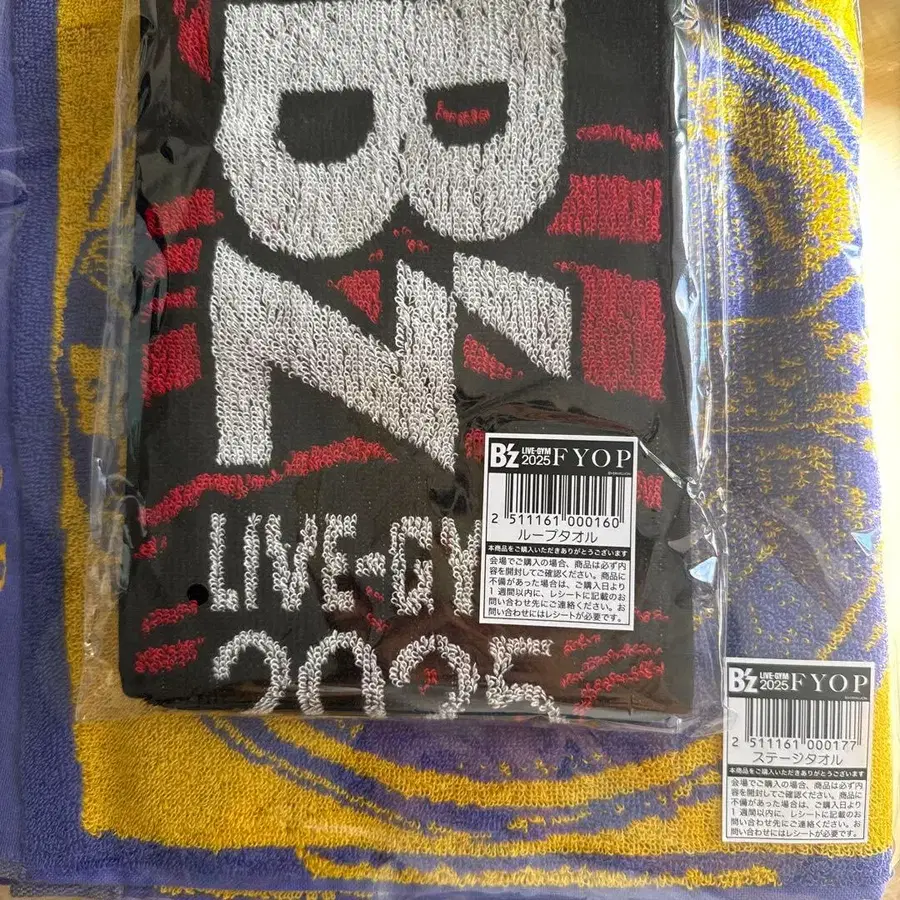 B
Z
LIVE-GY
2025
B'z LIVE-GYM 2025 FYOP
2 511161 000160
ループタオル
本商品をご購入いただきありがとうございます
会場でご購入の場合、商品は必ず内
容を開封してご確認ください。商品に
不備があった場合は、ご購入日より
1週間以内に、レシートに記載のお
問い合わせ先にご連絡ください。お
問い合わせにはレシートが必要です。
B'z LIVE-GYM 2025 FYOP
2 511161 000177
ステージタオル
本商品をご購入いただきありがとうございます
会場でご購入の場合、商品は必ず内
容を開封してご確認ください。商品に
不備があった場合は、ご購入日より
1週間以内に、レシートに記載のお
問い合わせ先にご連絡ください。お
問い合わせにはレシートが必要です。